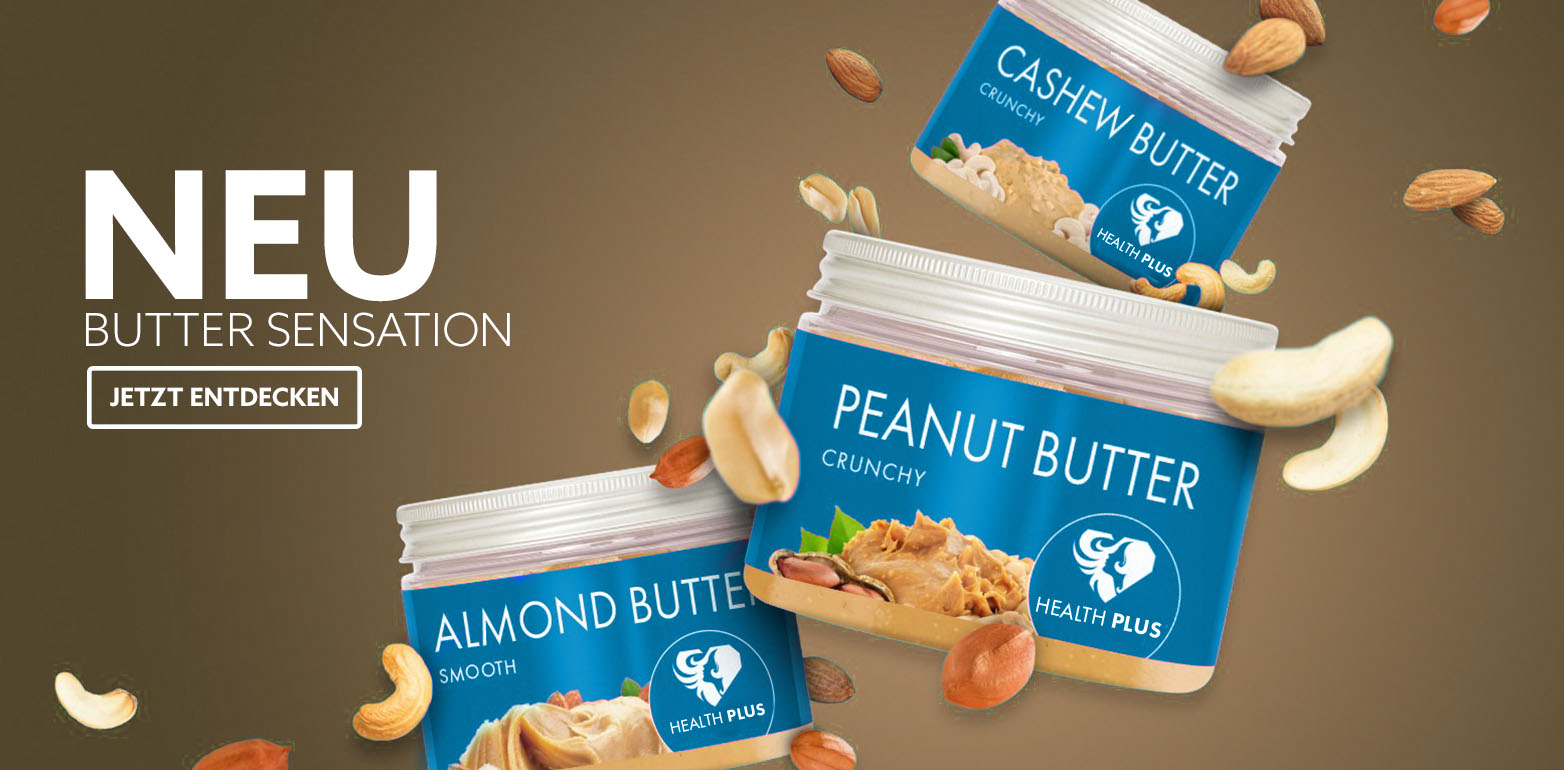 NEU
BUTTER SENSATION
JETZT ENTDECKEN
CASHEW BUTTER
CRUNCHY
HEALTH PLUS
PEANUT BUTTER
CRUNCHY
HEALTH PLUS
ALMOND BUTTE
SMOOTH
HEALTH PLUS